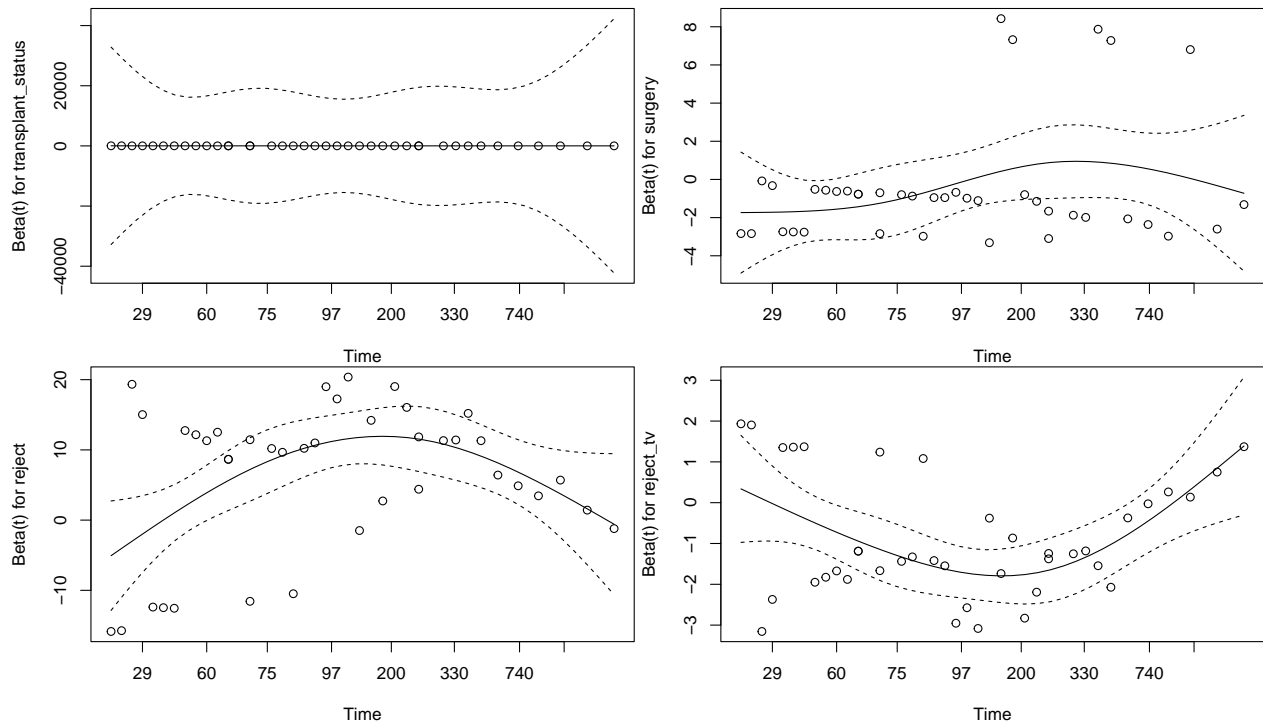 Beta(t) for transplant_status
20000
0
−40000
29 60 75 97 200 330 740
Time
Beta(t) for surgery
8
6
4
2
0
−2
−4
29 60 75 97 200 330 740
Time
Beta(t) for reject
20
10
0
−10
29 60 75 97 200 330 740
Time
Beta(t) for reject_tv
3
2
1
0
−1
−2
−3
29 60 75 97 200 330 740
Time